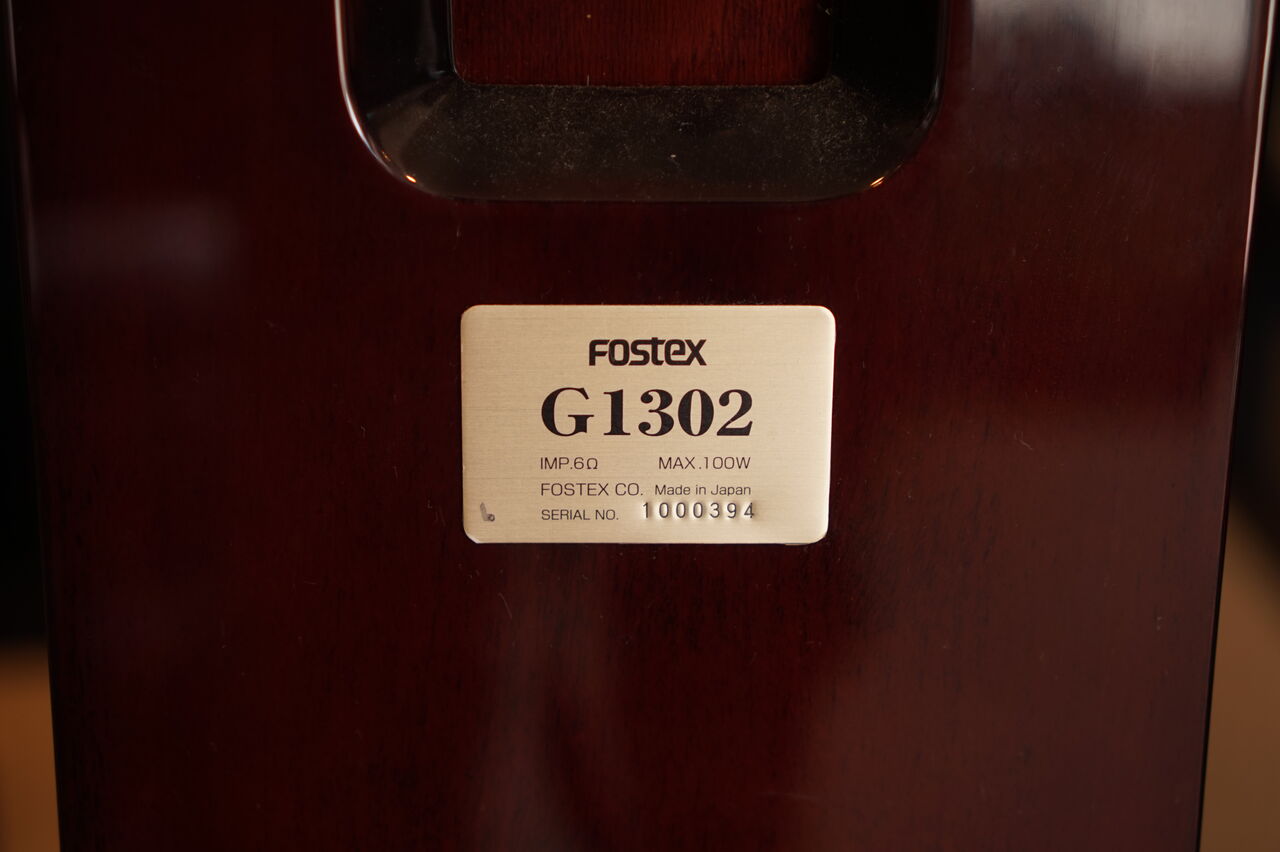 FOSTEX
G1302
IMP.6Ω MAX.100W
FOSTEX CO. Made in Japan
SERIAL NO. 1000394